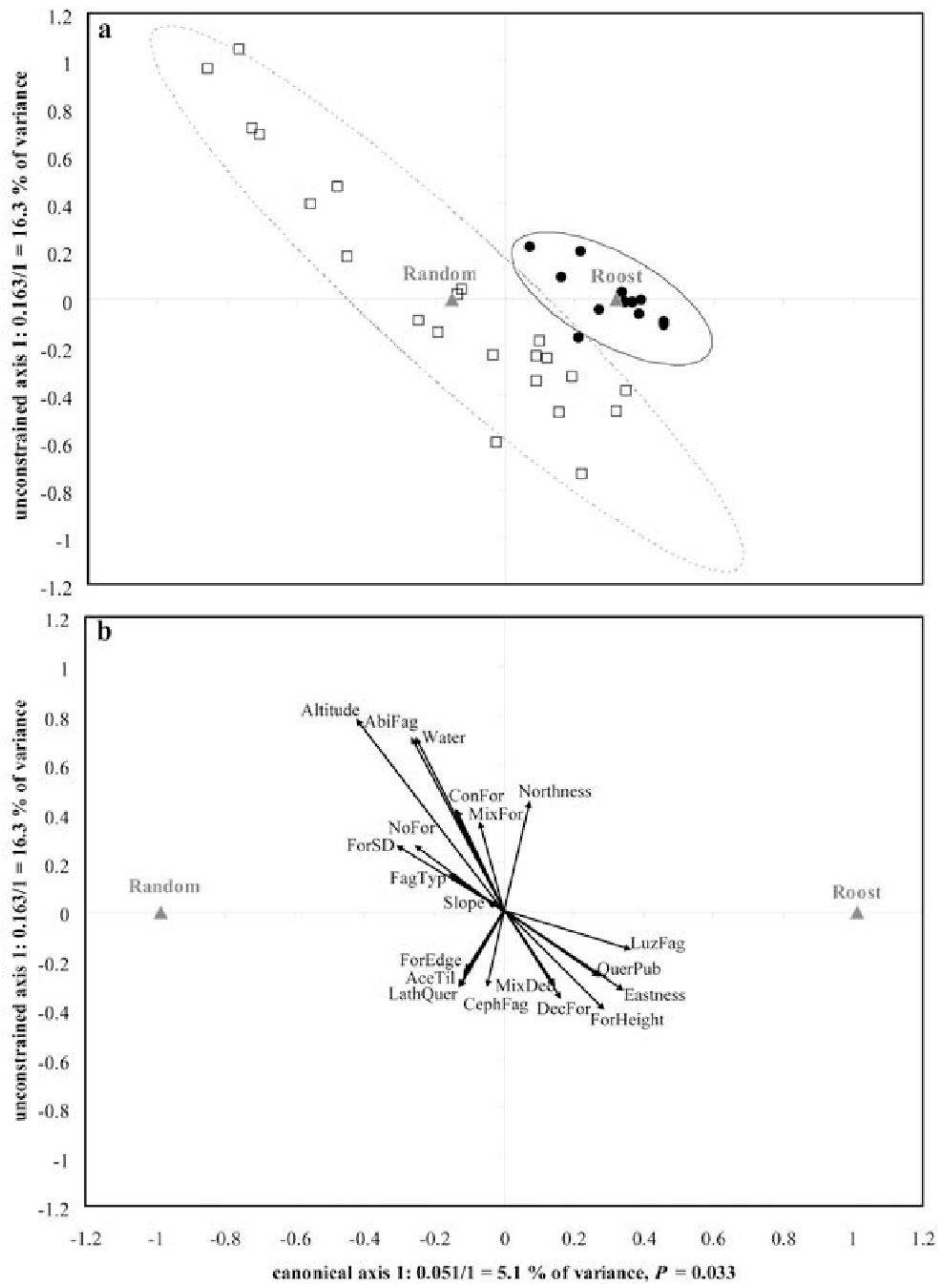 a
1.2
1
0.8
0.6
0.4
0.2
0
-0.2
-0.4
-0.6
-0.8
-1
-1.2
unconstrained axis 1: 0.163/1 = 16.3 % of variance
Random
Roost
b
1.2
1
0.8
0.6
0.4
0.2
0
-0.2
-0.4
-0.6
-0.8
-1
-1.2
unconstrained axis 1: 0.163/1 = 16.3 % of variance
Altitude
AbiFag
Water
ConFor
Northness
MixFor
NoFor
ForSD
FagTyp
Random
Roost
Slope
LuzFag
ForEdge
QuerPub
AceTil
MixDec
Eastness
LathQuer
CephFag
DecFor
ForHeight
-1.2 -1 -0.8 -0.6 -0.4 -0.2 0 0.2 0.4 0.6 0.8 1 1.2
canonical axis 1: 0.051/1 = 5.1 % of variance, P = 0.033